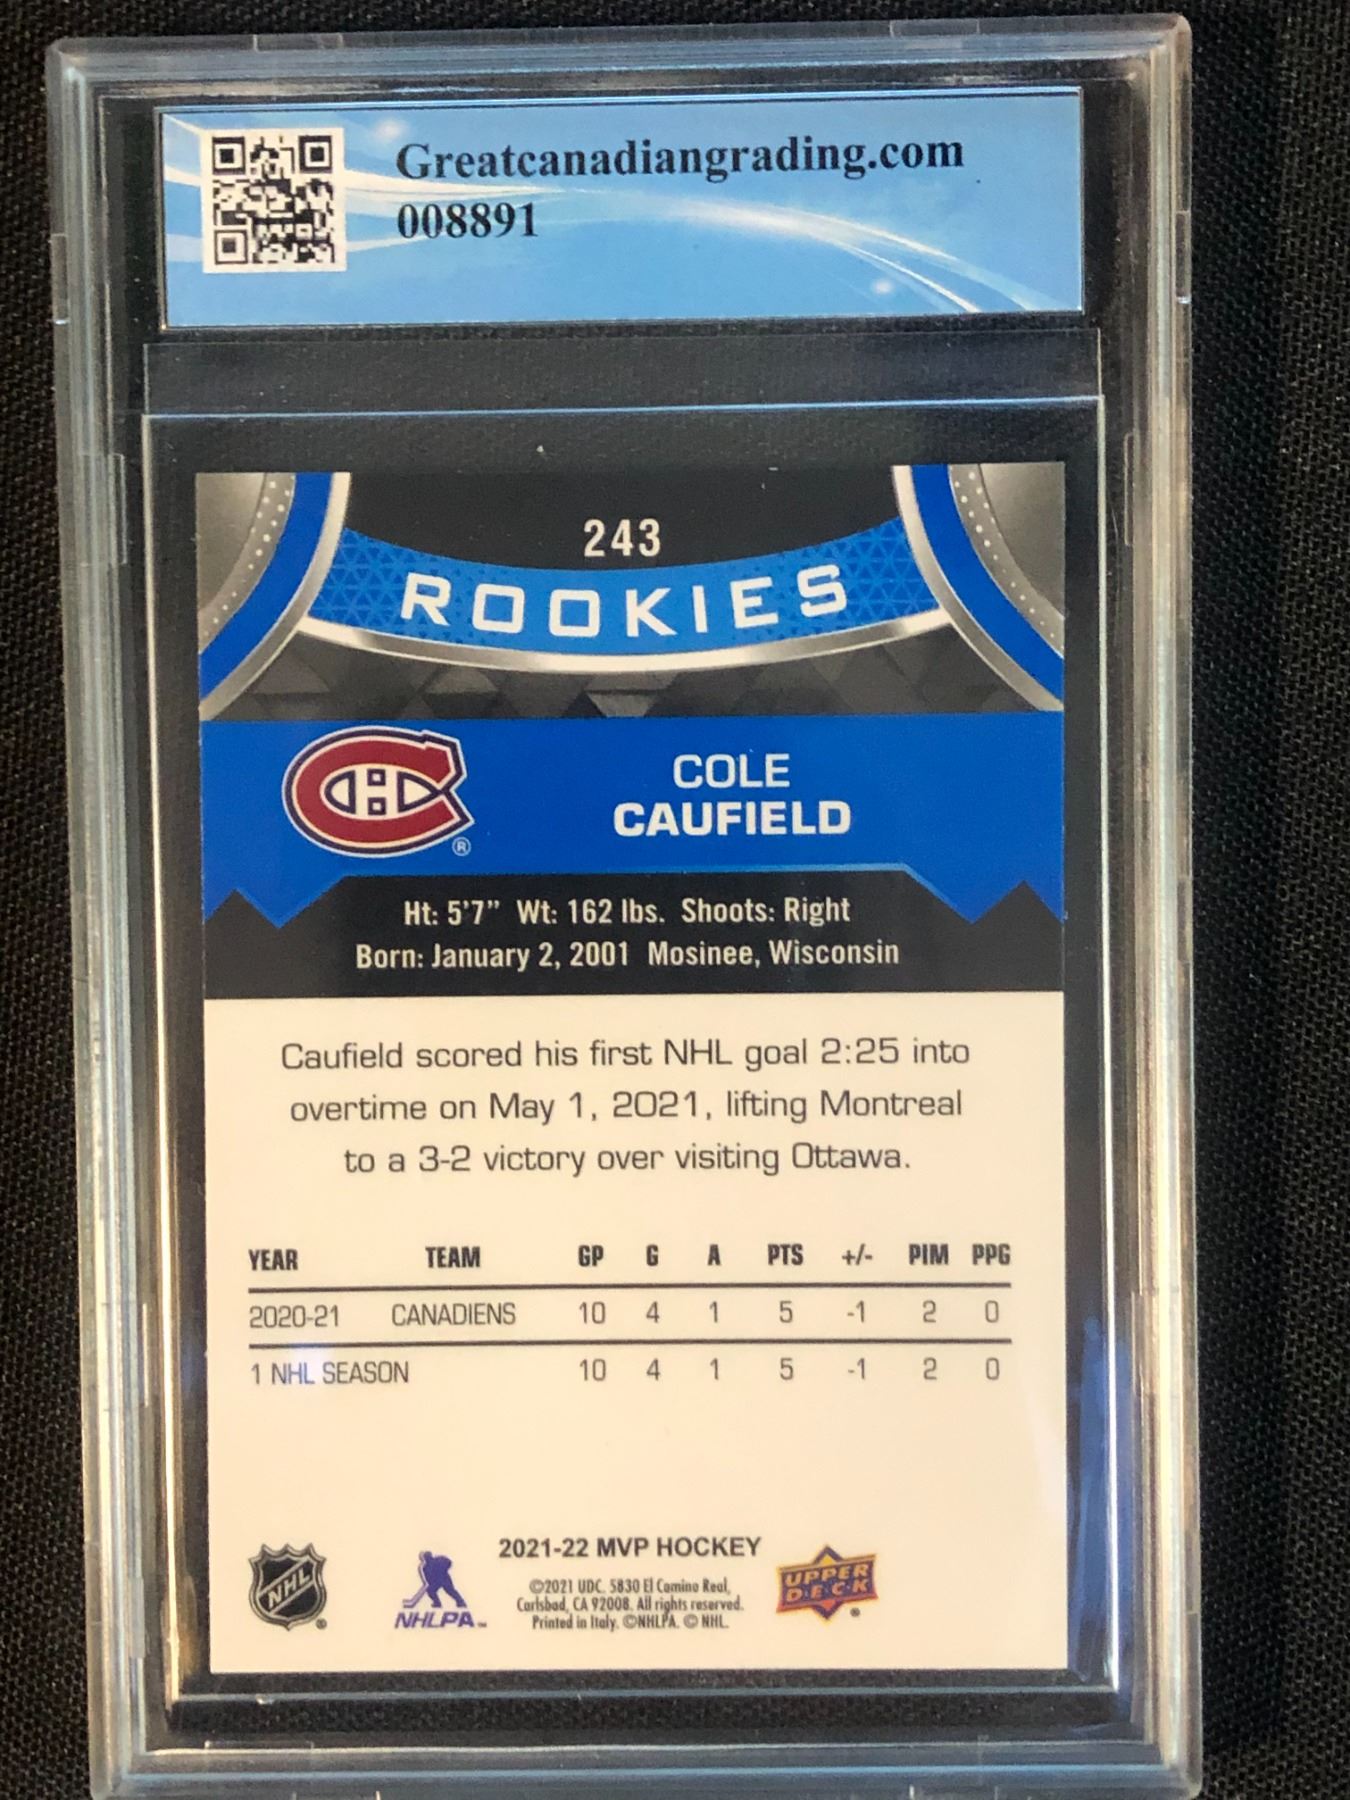 Greatcanadiangrading.com
008891
243
ROOKIES
COLE
CAUFIELD
®
Ht: 5'7" Wt: 162 lbs. Shoots: Right
Born: January 2, 2001 Mosinee, Wisconsin
Caufield scored his first NHL goal 2:25 into
overtime on May 1, 2021, lifting Montreal
to a 3-2 victory over visiting Ottawa.
YEAR TEAM GP G A PTS +/- PIM PPG
2020-21 CANADIENS 10 4 1 5 -1 2 0
1 NHL SEASON 10 4 1 5 -1 2 0
2021-22 MVP HOCKEY
©2021 UDC. 5830 El Camino Real,
Carlsbad, CA 92008. All rights reserved.
Printed in Italy. ©NHLPA. © NHL.
NHL ®
NHLPA™
UPPER
DECK ®